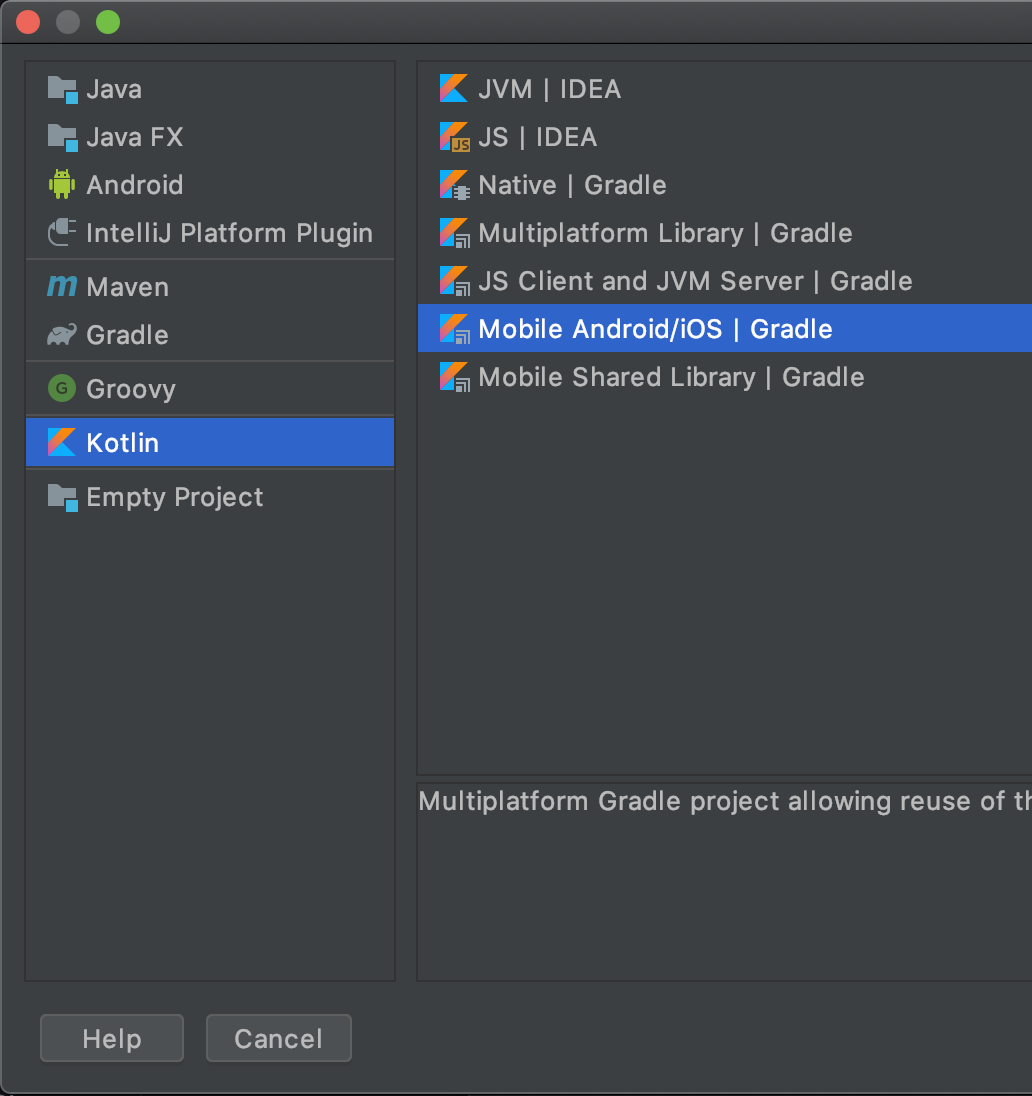 Java
Java FX
Android
IntelliJ Platform Plugin
Maven
Gradle
G Groovy
Kotlin
Empty Project
JVM | IDEA
JS JS | IDEA
Native | Gradle
Multiplatform Library | Gradle
JS Client and JVM Server | Gradle
Mobile Android/iOS | Gradle
Mobile Shared Library | Gradle
Multiplatform Gradle project allowing reuse of th
Help
Cancel